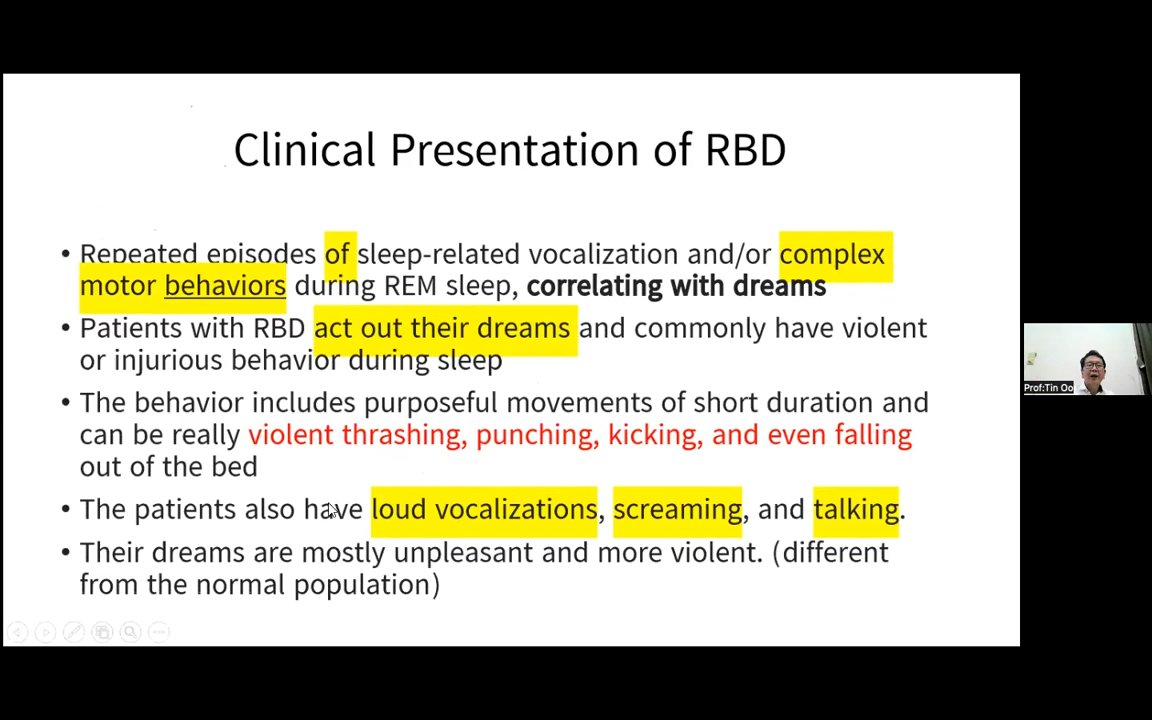 Clinical Presentation of RBD
• Repeated episodes of sleep-related vocalization and/or complex
motor behaviors during REM sleep, correlating with dreams
• Patients with RBD act out their dreams and commonly have violent
or injurious behavior during sleep
• The behavior includes purposeful movements of short duration and
can be really violent thrashing, punching, kicking, and even falling
out of the bed
• The patients also have loud vocalizations, screaming, and talking.
• Their dreams are mostly unpleasant and more violent. (different
from the normal population)
Prof:Tin Oo